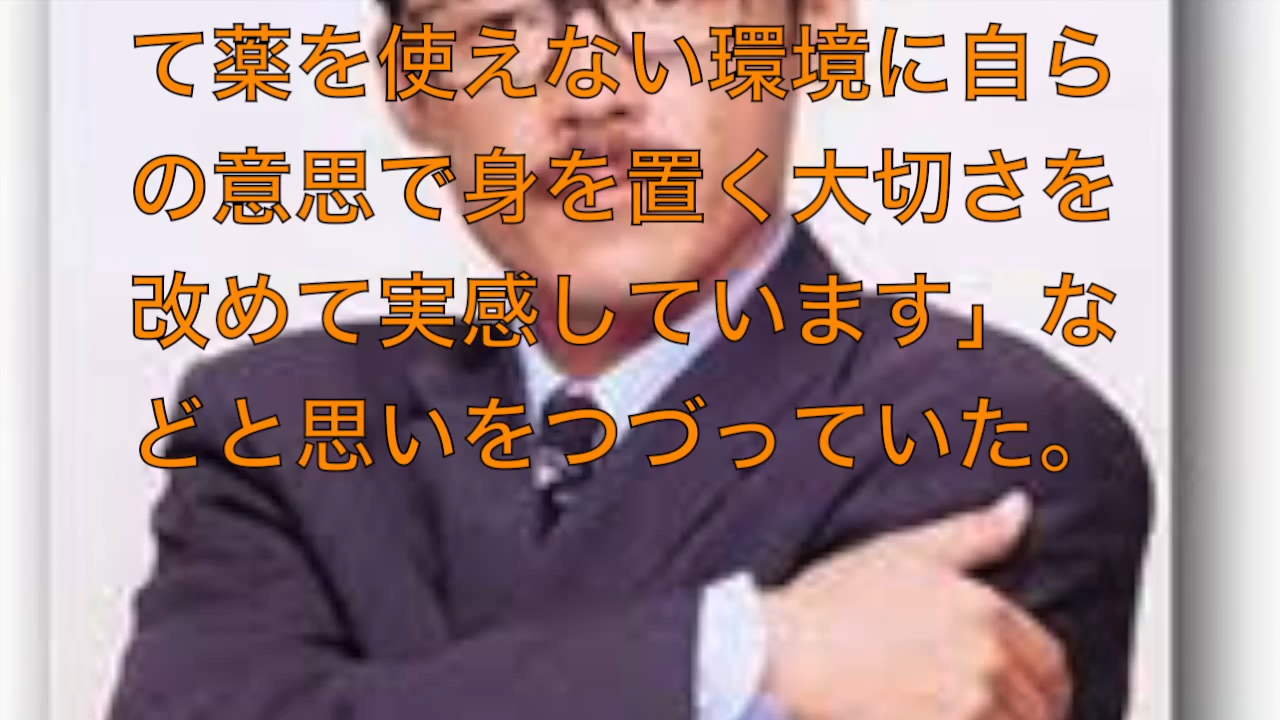 て薬を使えない環境に自ら
の意思で身を置く大切さを
改めて実感しています」な
どと思いをつづっていた。